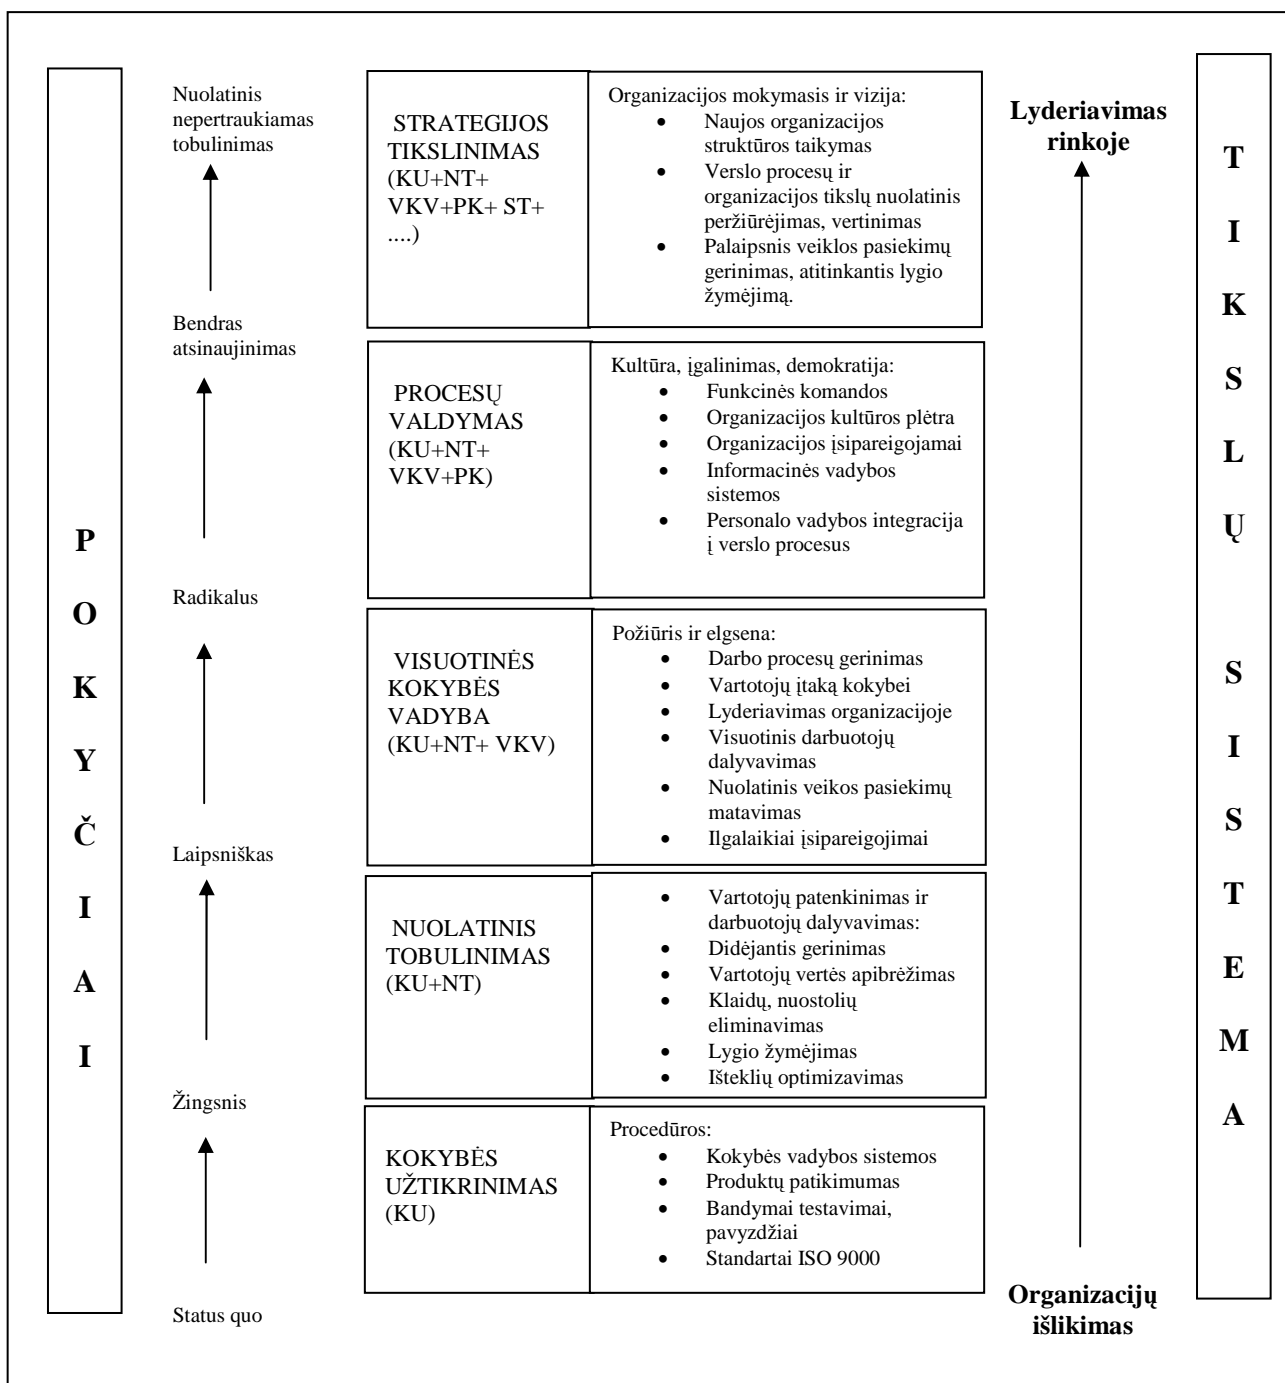 POKYČIAI
Nuolatinis
nepertraukiamas
tobulinimas
Bendras
atsinaujinimas
Radikalus
Laipsniškas
Žingsnis
Status quo
STRATEGIJOS
TIKSLINIMAS
(KU+NT+
VKV+PK+ ST+
....)
Organizacijos mokymasis ir vizija:
• Naujos organizacijos
struktūros taikymas
• Verslo procesų ir
organizacijos tikslų nuolatinis
peržiūrėjimas, vertinimas
• Palaipsnis veiklos pasiekimų
gerinimas, atitinkantis lygio
žymėjimą.
PROCESŲ
VALDYMAS
(KU+NT+
VKV+PK)
Kultūra, įgalinimas, demokratija:
• Funkcinės komandos
• Organizacijos kultūros plėtra
• Organizacijos įsipareigojamai
• Informacinės vadybos
sistemos
• Personalo vadybos integracija
į verslo procesus
VISUOTINĖS
KOKYBĖS
VADYBA
(KU+NT+ VKV)
Požiūris ir elgsena:
• Darbo procesų gerinimas
• Vartotojų įtaką kokybei
• Lyderiavimas organizacijoje
• Visuotinis darbuotojų
dalyvavimas
• Nuolatinis veikos pasiekimų
matavimas
• Ilgalaikiai įsipareigojimai
NUOLATINIS
TOBULINIMAS
(KU+NT)
• Vartotojų patenkinimas ir
darbuotojų dalyvavimas:
• Didėjantis gerinimas
• Vartotojų vertės apibrėžimas
• Klaidų, nuostolių
eliminavimas
• Lygio žymėjimas
• Išteklių optimizavimas
KOKYBĖS
UŽTIKRINIMAS
(KU)
Procedūros:
• Kokybės vadybos sistemos
• Produktų patikimumas
• Bandymai testavimai,
pavyzdžiai
• Standartai ISO 9000
Lyderiavimas
rinkoje
Organizacijų
išlikimas
TIKSLŲ SISTEMA